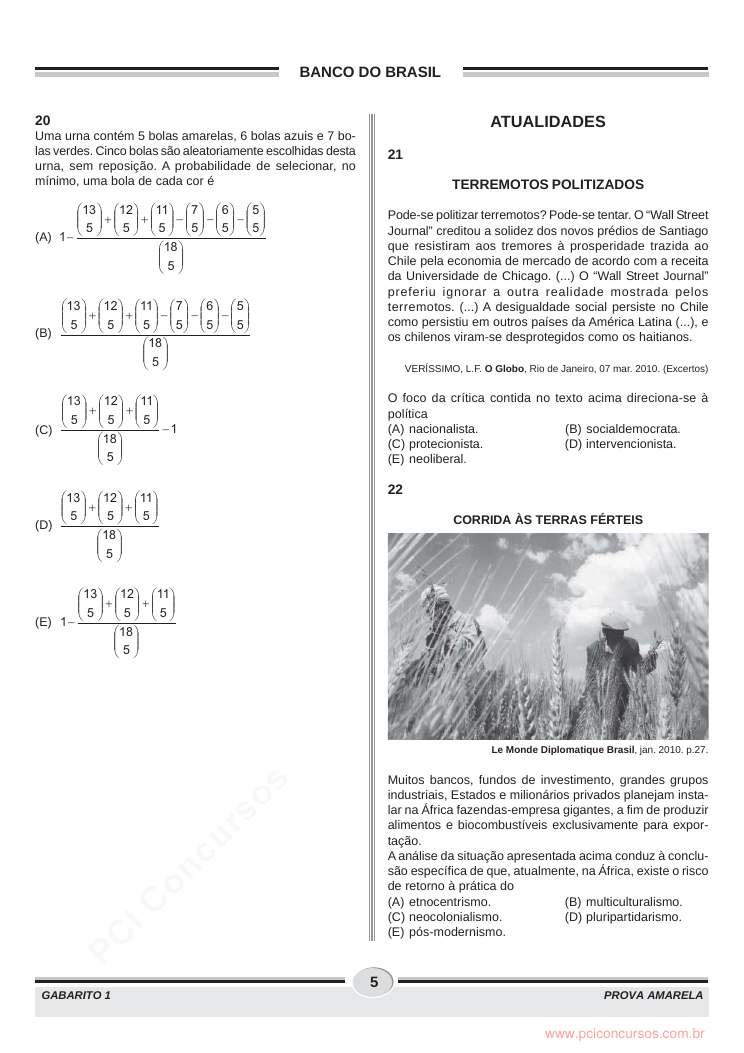 BANCO DO BRASIL
20
Uma urna contém 5 bolas amarelas, 6 bolas azuis e 7 bo-
las verdes. Cinco bolas são aleatoriamente escolhidas desta
urna, sem reposição. A probabilidade de selecionar, no
mínimo, uma bola de cada cor é
(A) 1 – [(13 5) + (12 5) + (11 5) – (7 5) – (6 5) – (5 5)] / (18 5)
(B) [(13 5) + (12 5) + (11 5) – (7 5) – (6 5) – (5 5)] / (18 5)
(C) [(13 5) + (12 5) + (11 5)] / (18 5) – 1
(D) [(13 5) + (12 5) + (11 5)] / (18 5)
(E) 1 – [(13 5) + (12 5) + (11 5)] / (18 5)
ATUALIDADES
21
TERREMOTOS POLITIZADOS
Pode-se politizar terremotos? Pode-se tentar. O “Wall Street
Journal” creditou a solidez dos novos prédios de Santiago
que resistiram aos tremores à prosperidade trazida ao
Chile pela economia de mercado de acordo com a receita
da Universidade de Chicago. (...) O “Wall Street Journal”
preferiu ignorar a outra realidade mostrada pelos
terremotos. (...) A desigualdade social persiste no Chile
como persistiu em outros países da América Latina (...), e
os chilenos viram-se desprotegidos como os haitianos.
VERÍSSIMO, L.F. O Globo, Rio de Janeiro, 07 mar. 2010. (Excertos)
O foco da crítica contida no texto acima direciona-se à
política
(A) nacionalista. (B) socialdemocrata.
(C) protecionista. (D) intervencionista.
(E) neoliberal.
22
CORRIDA ÀS TERRAS FÉRTEIS
Le Monde Diplomatique Brasil, jan. 2010. p.27.
Muitos bancos, fundos de investimento, grandes grupos
industriais, Estados e milionários privados planejam insta-
lar na África fazendas-empresa gigantes, a fim de produzir
alimentos e biocombustíveis exclusivamente para expor-
tação.
A análise da situação apresentada acima conduz à conclu-
são específica de que, atualmente, na África, existe o risco
de retorno à prática do
(A) etnocentrismo. (B) multiculturalismo.
(C) neocolonialismo. (D) pluripartidarismo.
(E) pós-modernismo.
PCI Concursos
5
GABARITO 1
PROVA AMARELA
www.pciconcursos.com.br